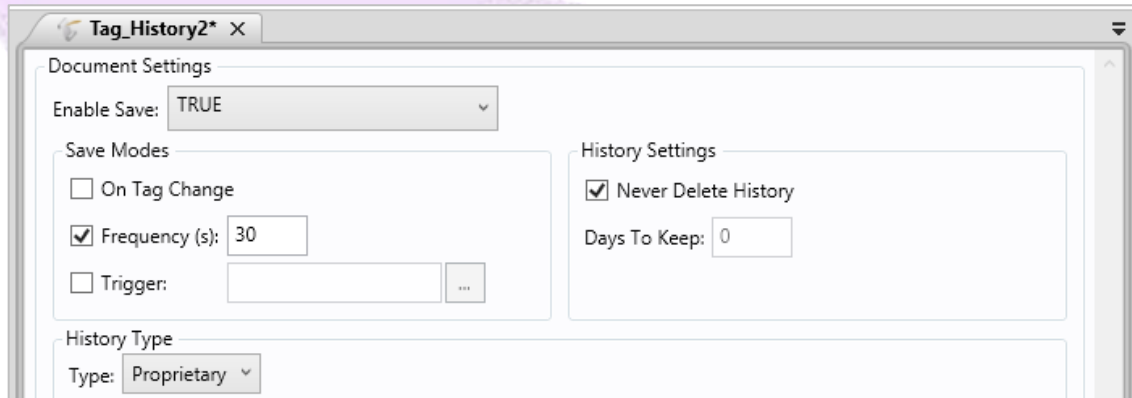 Tag_History2*
Document Settings
Enable Save: TRUE
Save Modes
On Tag Change
Frequency (s): 30
Trigger: ...
History Settings
Never Delete History
Days To Keep: 0
History Type
Type: Proprietary